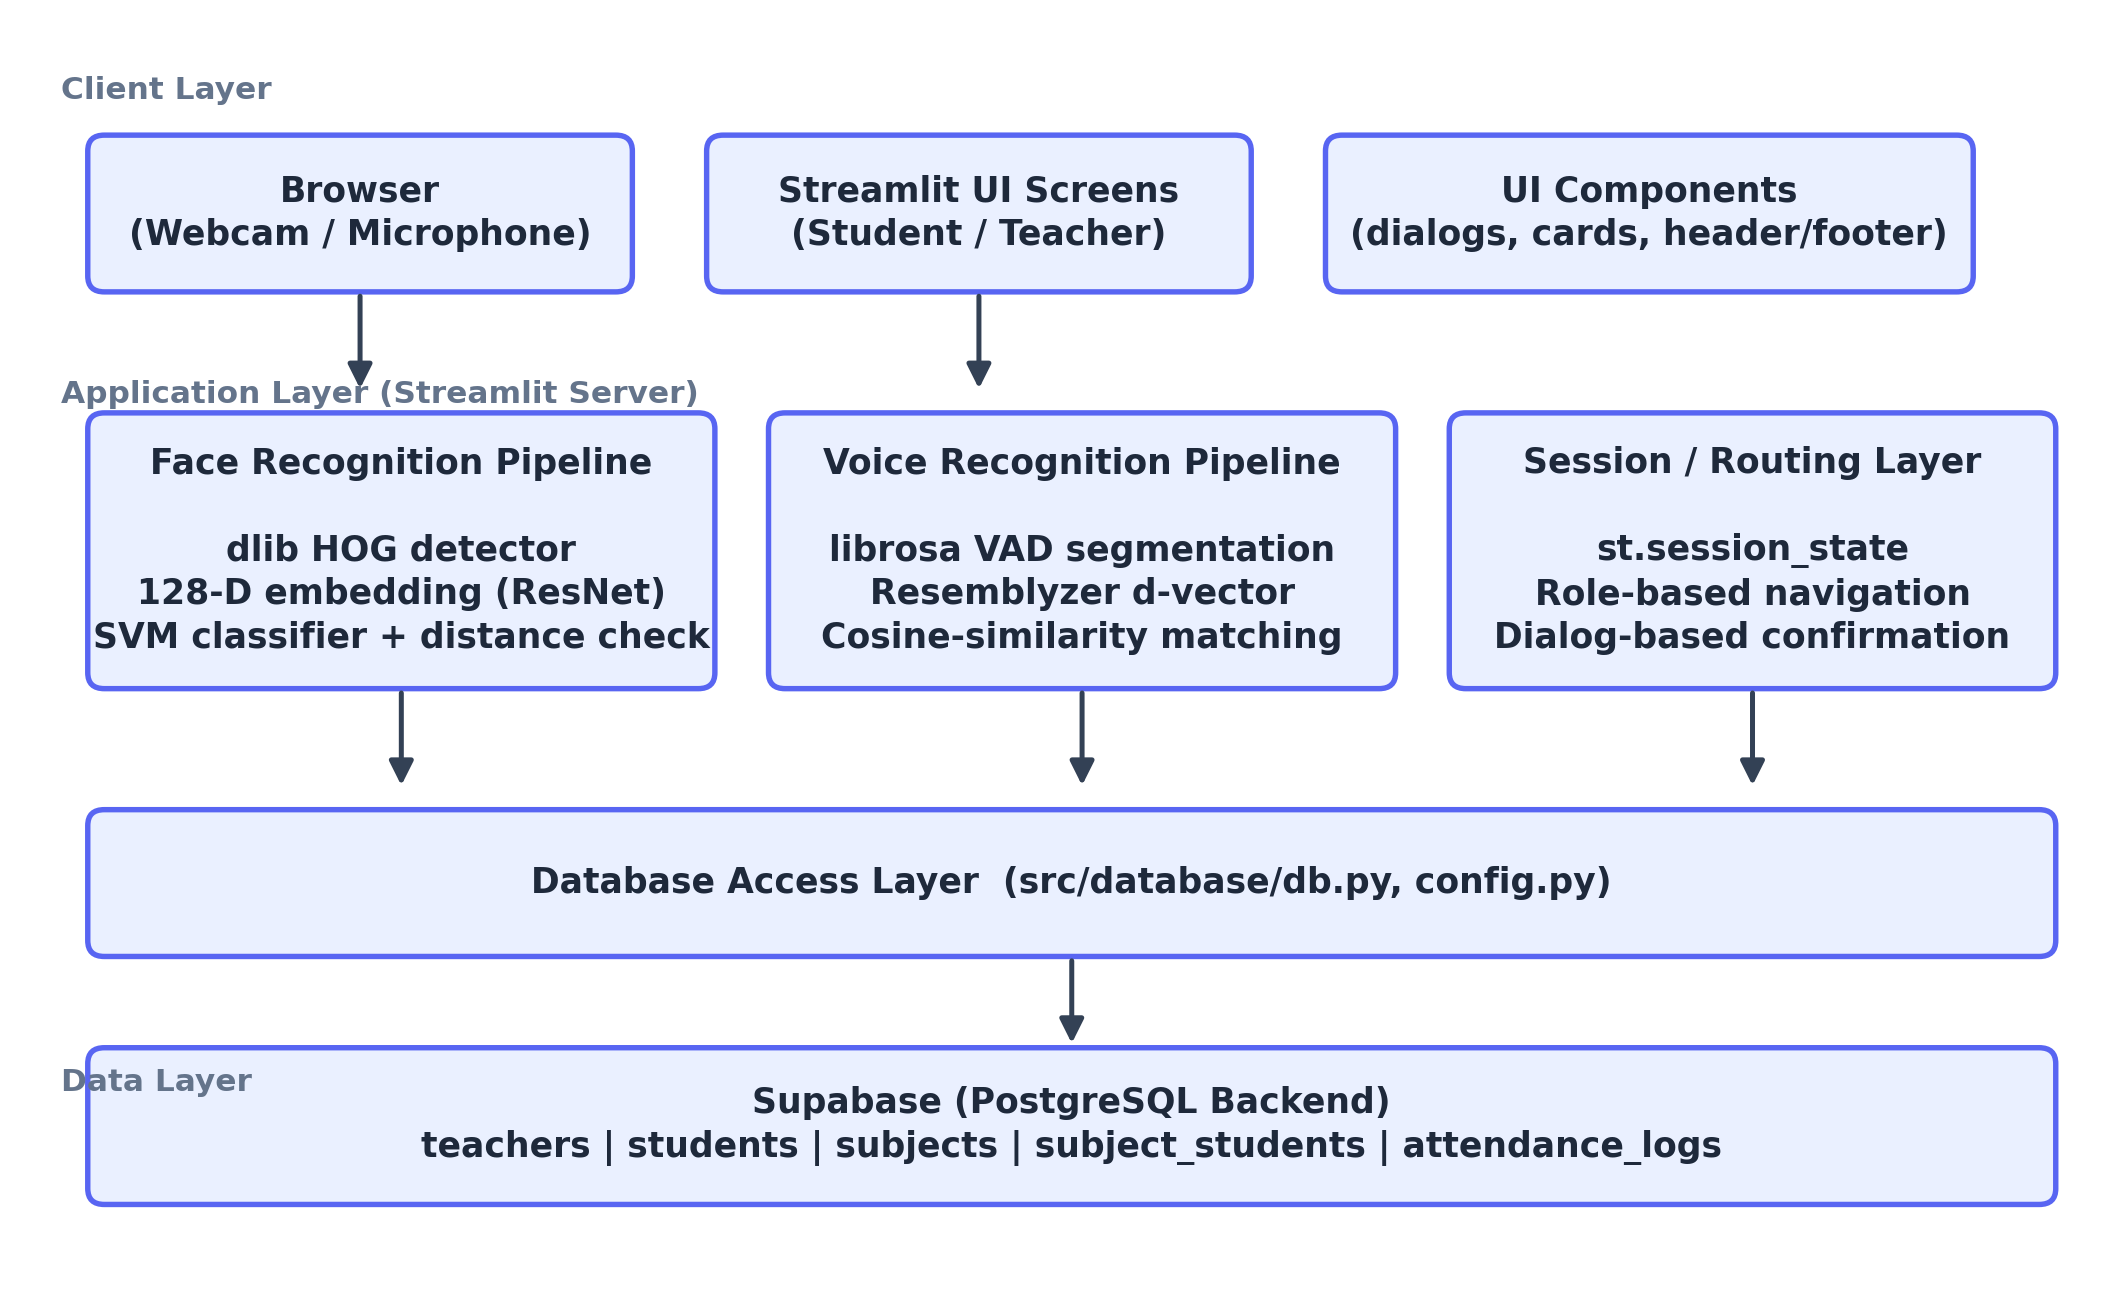 Client Layer
Browser
(Webcam / Microphone)
Streamlit UI Screens
(Student / Teacher)
UI Components
(dialogs, cards, header/footer)
Application Layer (Streamlit Server)
Face Recognition Pipeline
dlib HOG detector
128-D embedding (ResNet)
SVM classifier + distance check
Voice Recognition Pipeline
librosa VAD segmentation
Resemblyzer d-vector
Cosine-similarity matching
Session / Routing Layer
st.session_state
Role-based navigation
Dialog-based confirmation
Database Access Layer  (src/database/db.py, config.py)
Data Layer
Supabase (PostgreSQL Backend)
teachers | students | subjects | subject_students | attendance_logs